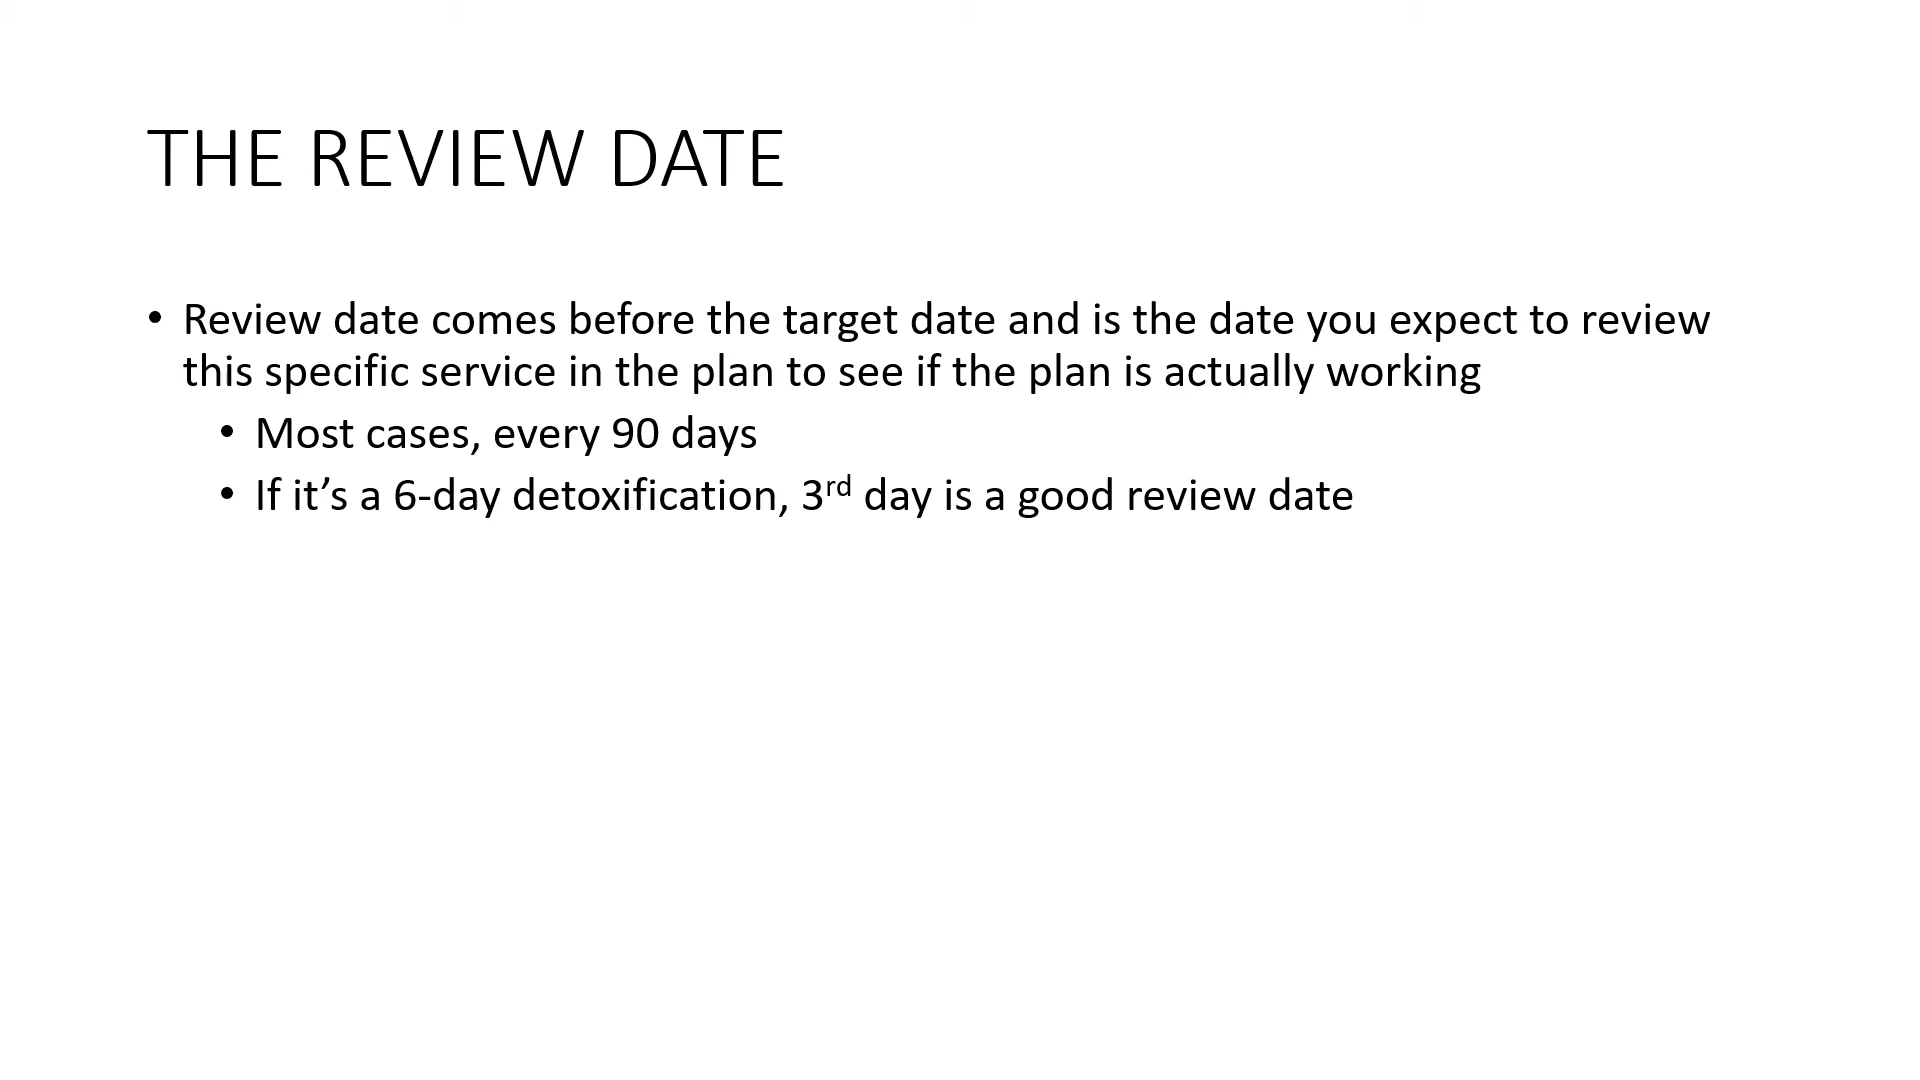 THE REVIEW DATE
• Review date comes before the target date and is the date you expect to review
this specific service in the plan to see if the plan is actually working
• Most cases, every 90 days
• If it’s a 6-day detoxification, 3rd day is a good review date